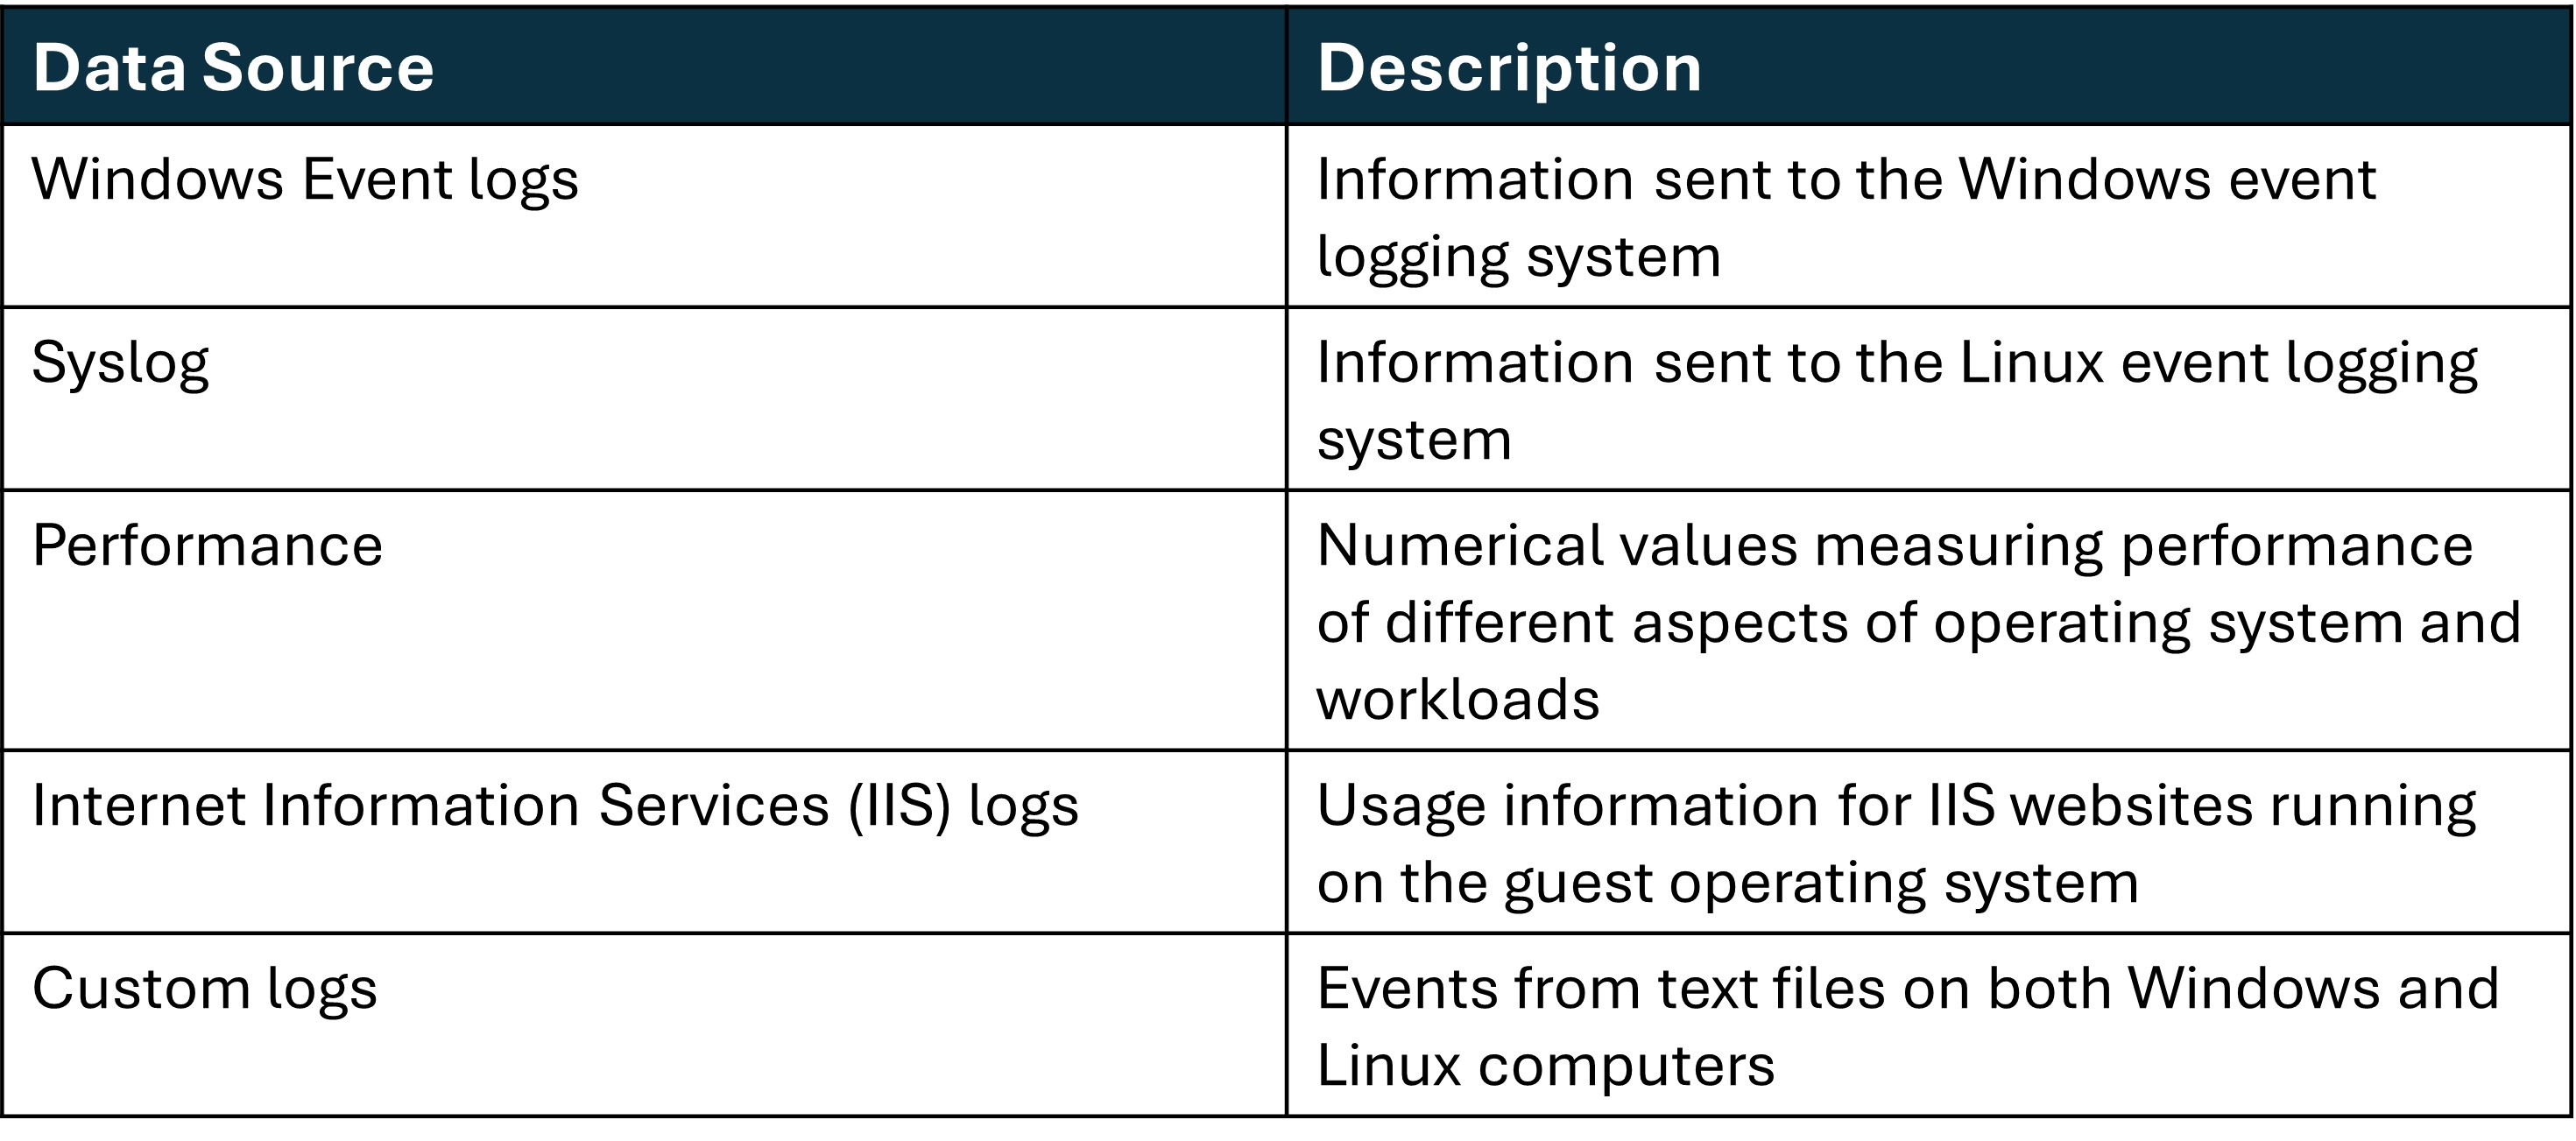 Data Source
Description
Windows Event logs
Information sent to the Windows event
logging system
Syslog
Information sent to the Linux event logging
system
Performance
Numerical values measuring performance
of different aspects of operating system and
workloads
Internet Information Services (IIS) logs
Usage information for IIS websites running
on the guest operating system
Custom logs
Events from text files on both Windows and
Linux computers